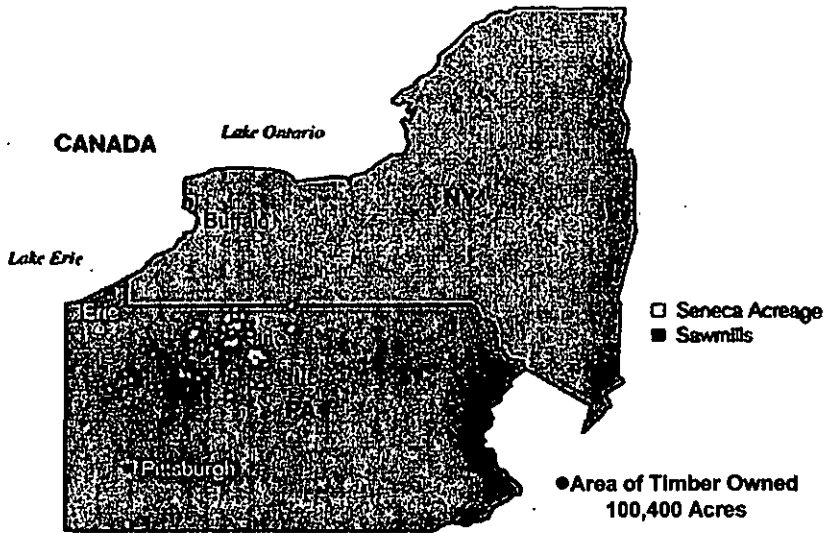 CANADA
Lake Ontario
NY
Buffalo
Lake Erie
Erie
□ Seneca Acreage
■ Sawmills
PA
Pittsburgh
●Area of Timber Owned
100,400 Acres